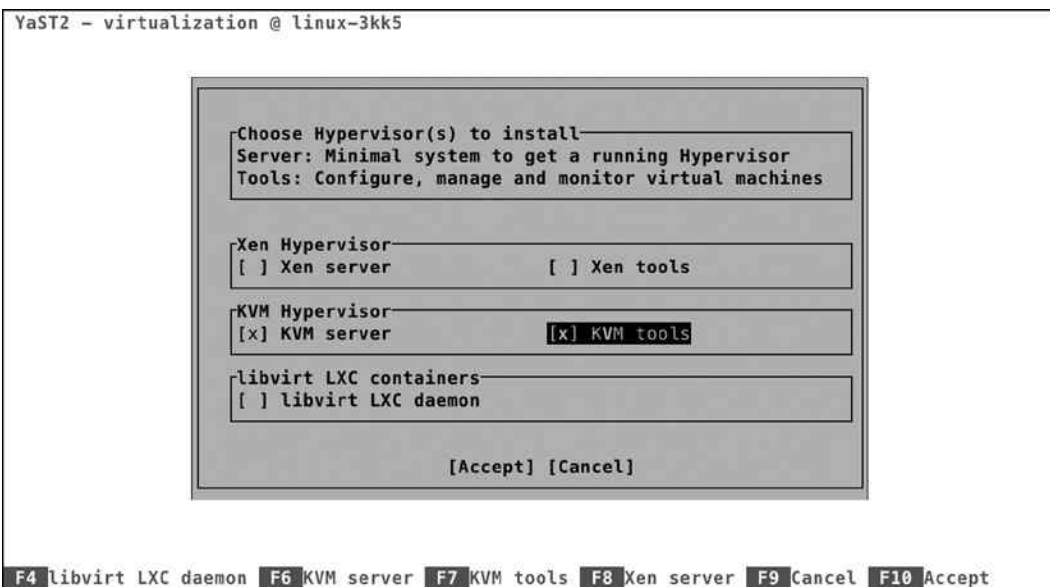 YaST2 - virtualization @ linux-3kk5
Choose Hypervisor(s) to install
Server: Minimal system to get a running Hypervisor
Tools: Configure, manage and monitor virtual machines
Xen Hypervisor
[ ] Xen server [ ] Xen tools
KVM Hypervisor
[x] KVM server [x] KVM tools
libvirt LXC containers
[ ] libvirt LXC daemon
[Accept] [Cancel]
F4 libvirt LXC daemon F6 KVM server F7 KVM tools F8 Xen server F9 Cancel F10 Accept